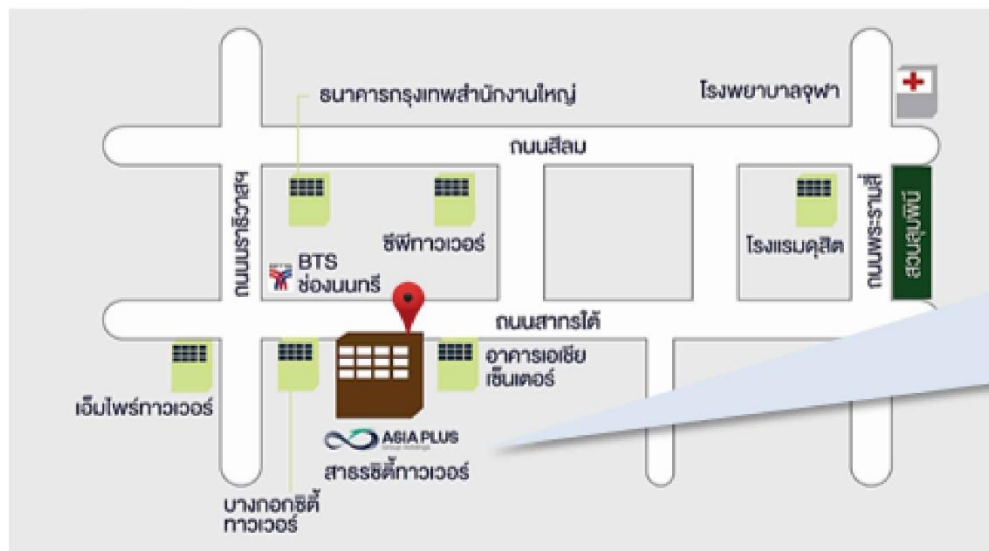 ธนาคารกรุงเทพสำนักงานใหญ่
โรงพยาบาลจุฬา
ถนนสีลม
ถนนนราธิวาสฯ
ซีพีทาวเวอร์
โรงแรมดุสิต
ถนนพระรามสี่
สวนลุมพินี
BTS
ช่องนนทรี
ถนนสาทรใต้
เอ็มไพร์ทาวเวอร์
อาคารเอเชีย
เซ็นเตอร์
ASIA PLUS
สาธรซิตี้ทาวเวอร์
บางกอกซิตี้
ทาวเวอร์